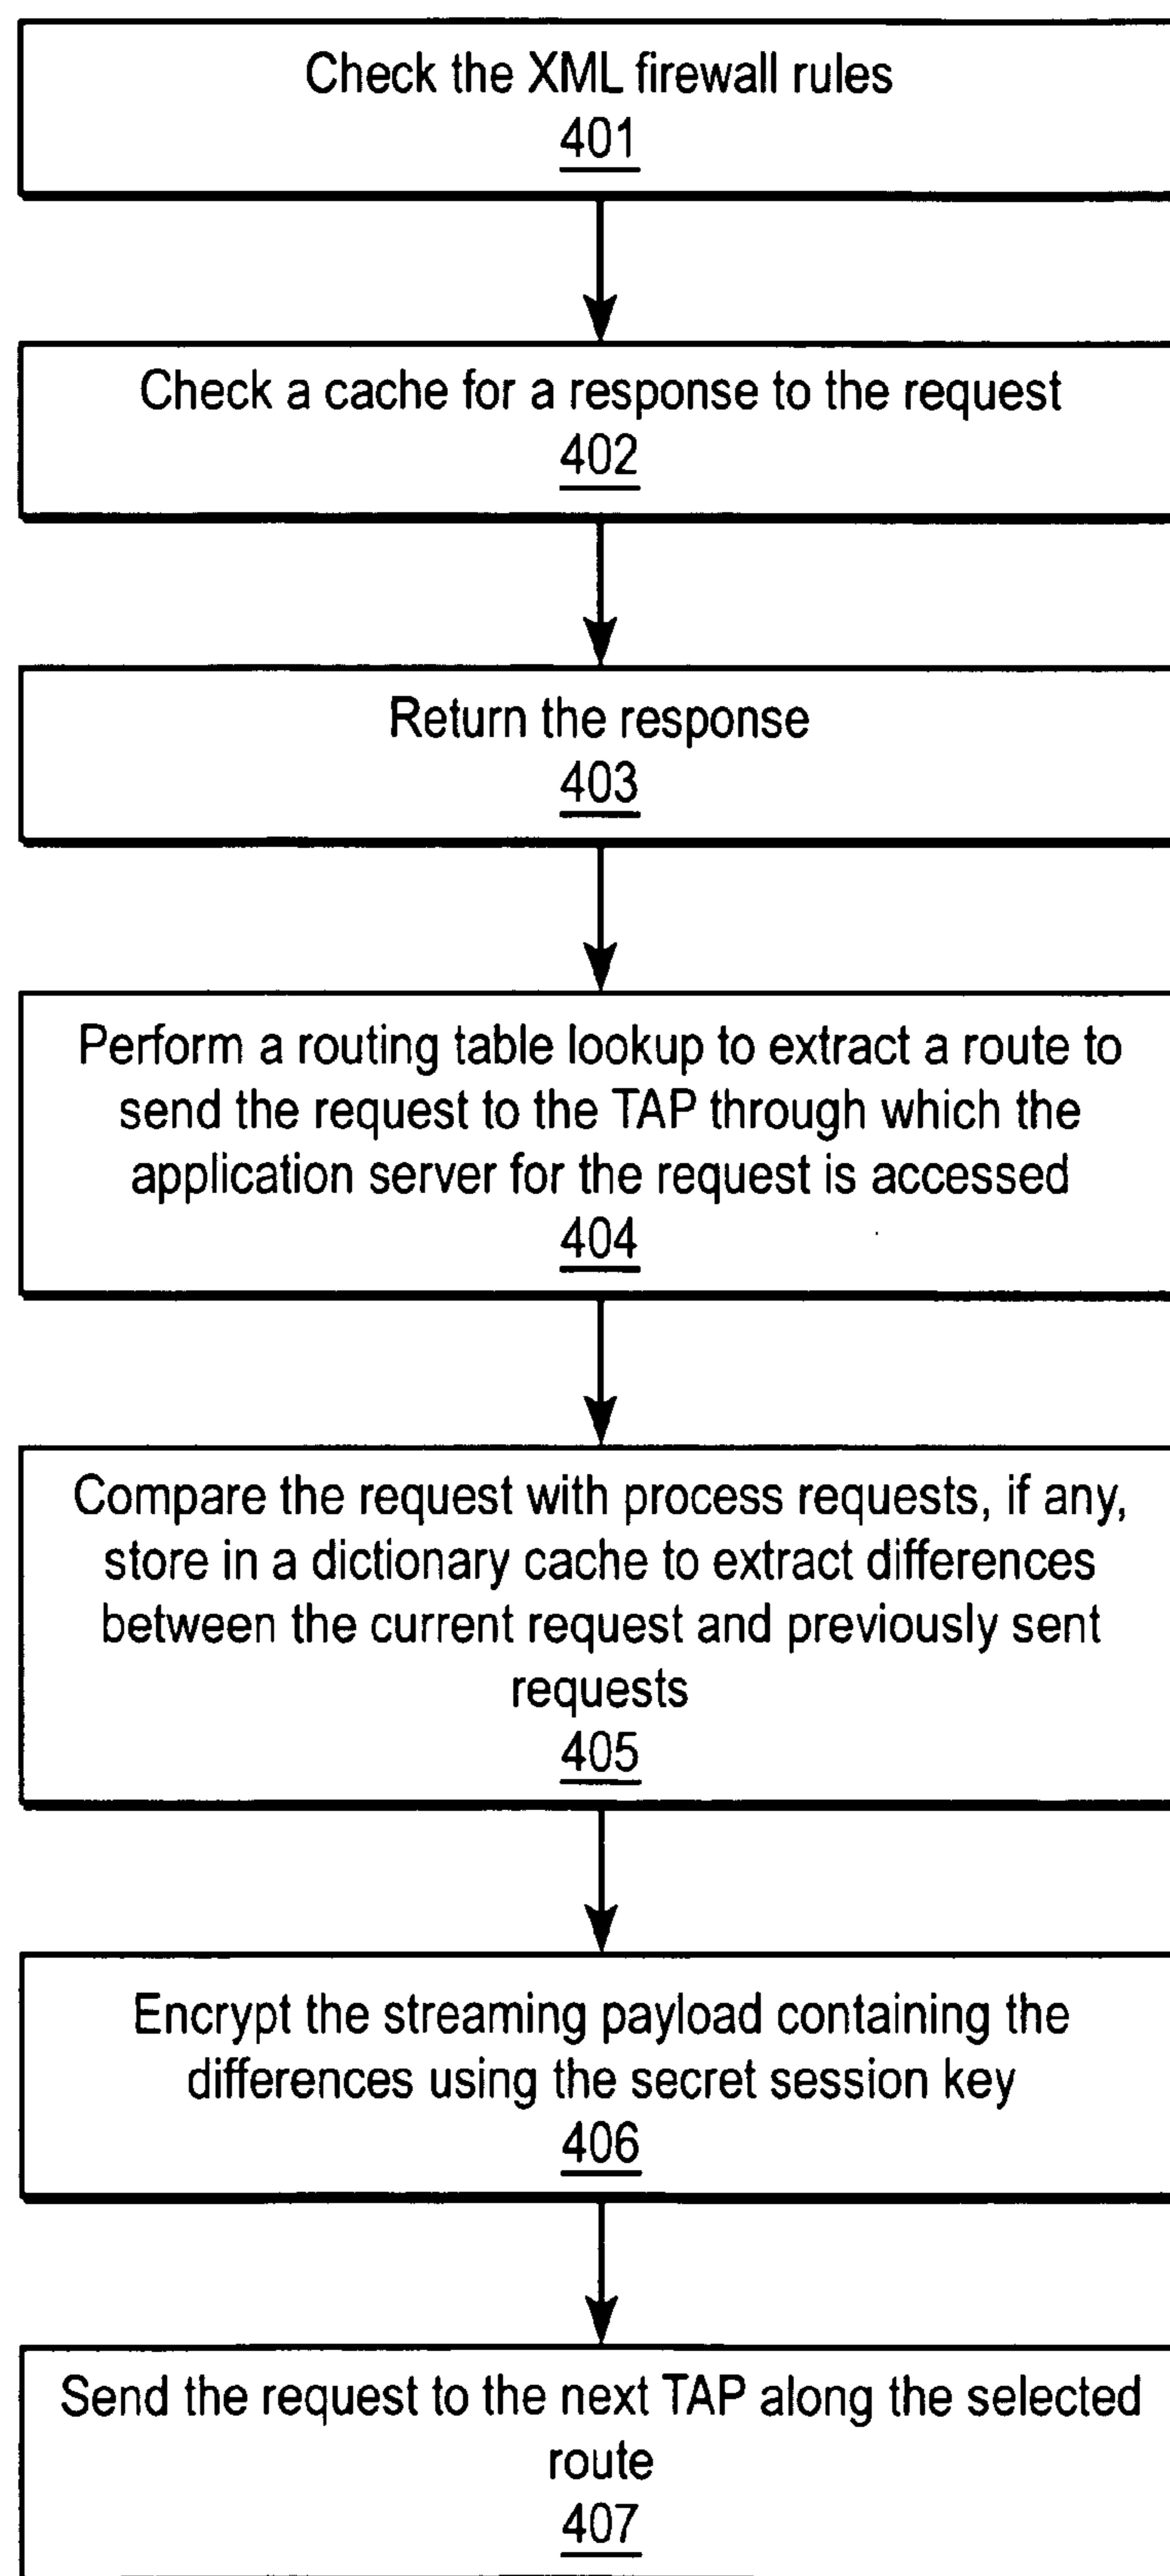 Check the XML firewall rules
401
Check a cache for a response to the request
402
Return the response
403
Perform a routing table lookup to extract a route to
send the request to the TAP through which the
application server for the request is accessed
404
Compare the request with process requests, if any,
store in a dictionary cache to extract differences
between the current request and previously sent
requests
405
Encrypt the streaming payload containing the
differences using the secret session key
406
Send the request to the next TAP along the selected
route
407